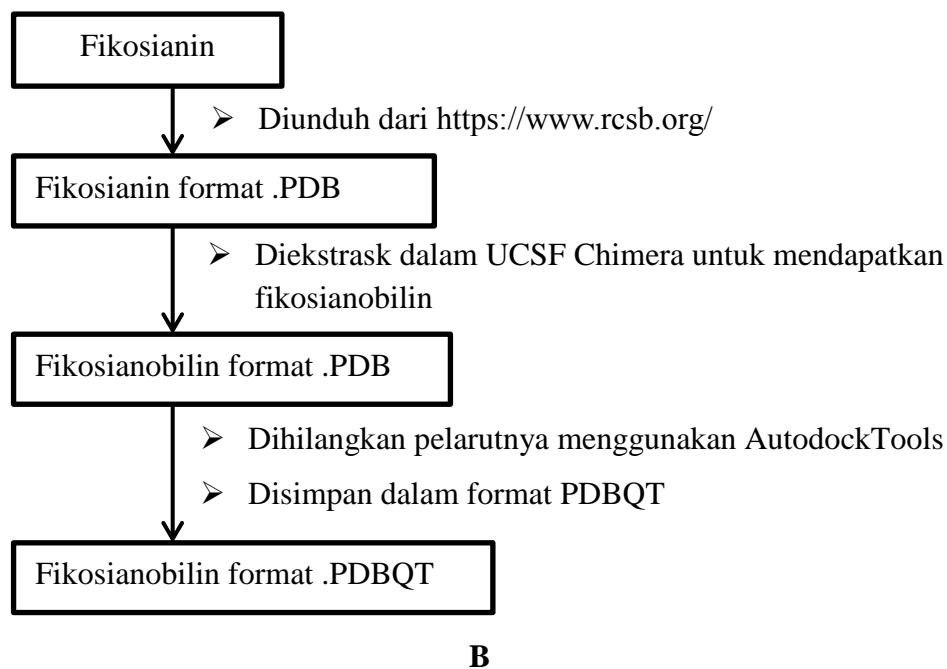 Fikosianin
➢ Diunduh dari https://www.rcsb.org/
Fikosianin format .PDB
➢ Diekstrask dalam UCSF Chimera untuk mendapatkan
fikosianobilin
Fikosianobilin format .PDB
➢ Dihilangkan pelarutnya menggunakan AutodockTools
➢ Disimpan dalam format PDBQT
Fikosianobilin format .PDBQT
B